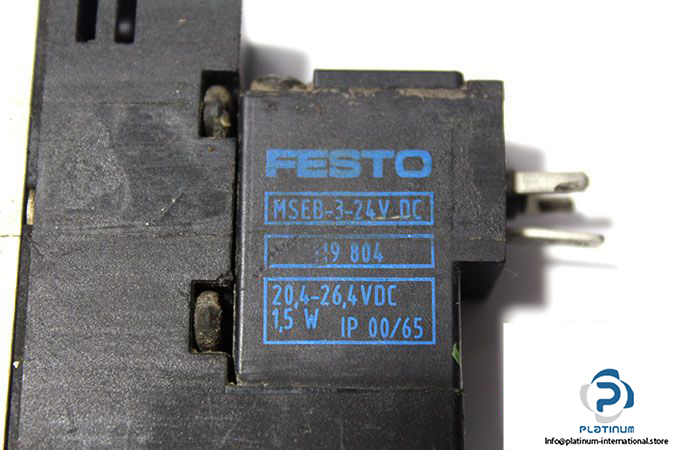 FESTO
MSEB-3-24V DC
119 804
20,4-26,4VDC
1,5 W IP 00/65
PLATINUM
Info@platinum-international.store